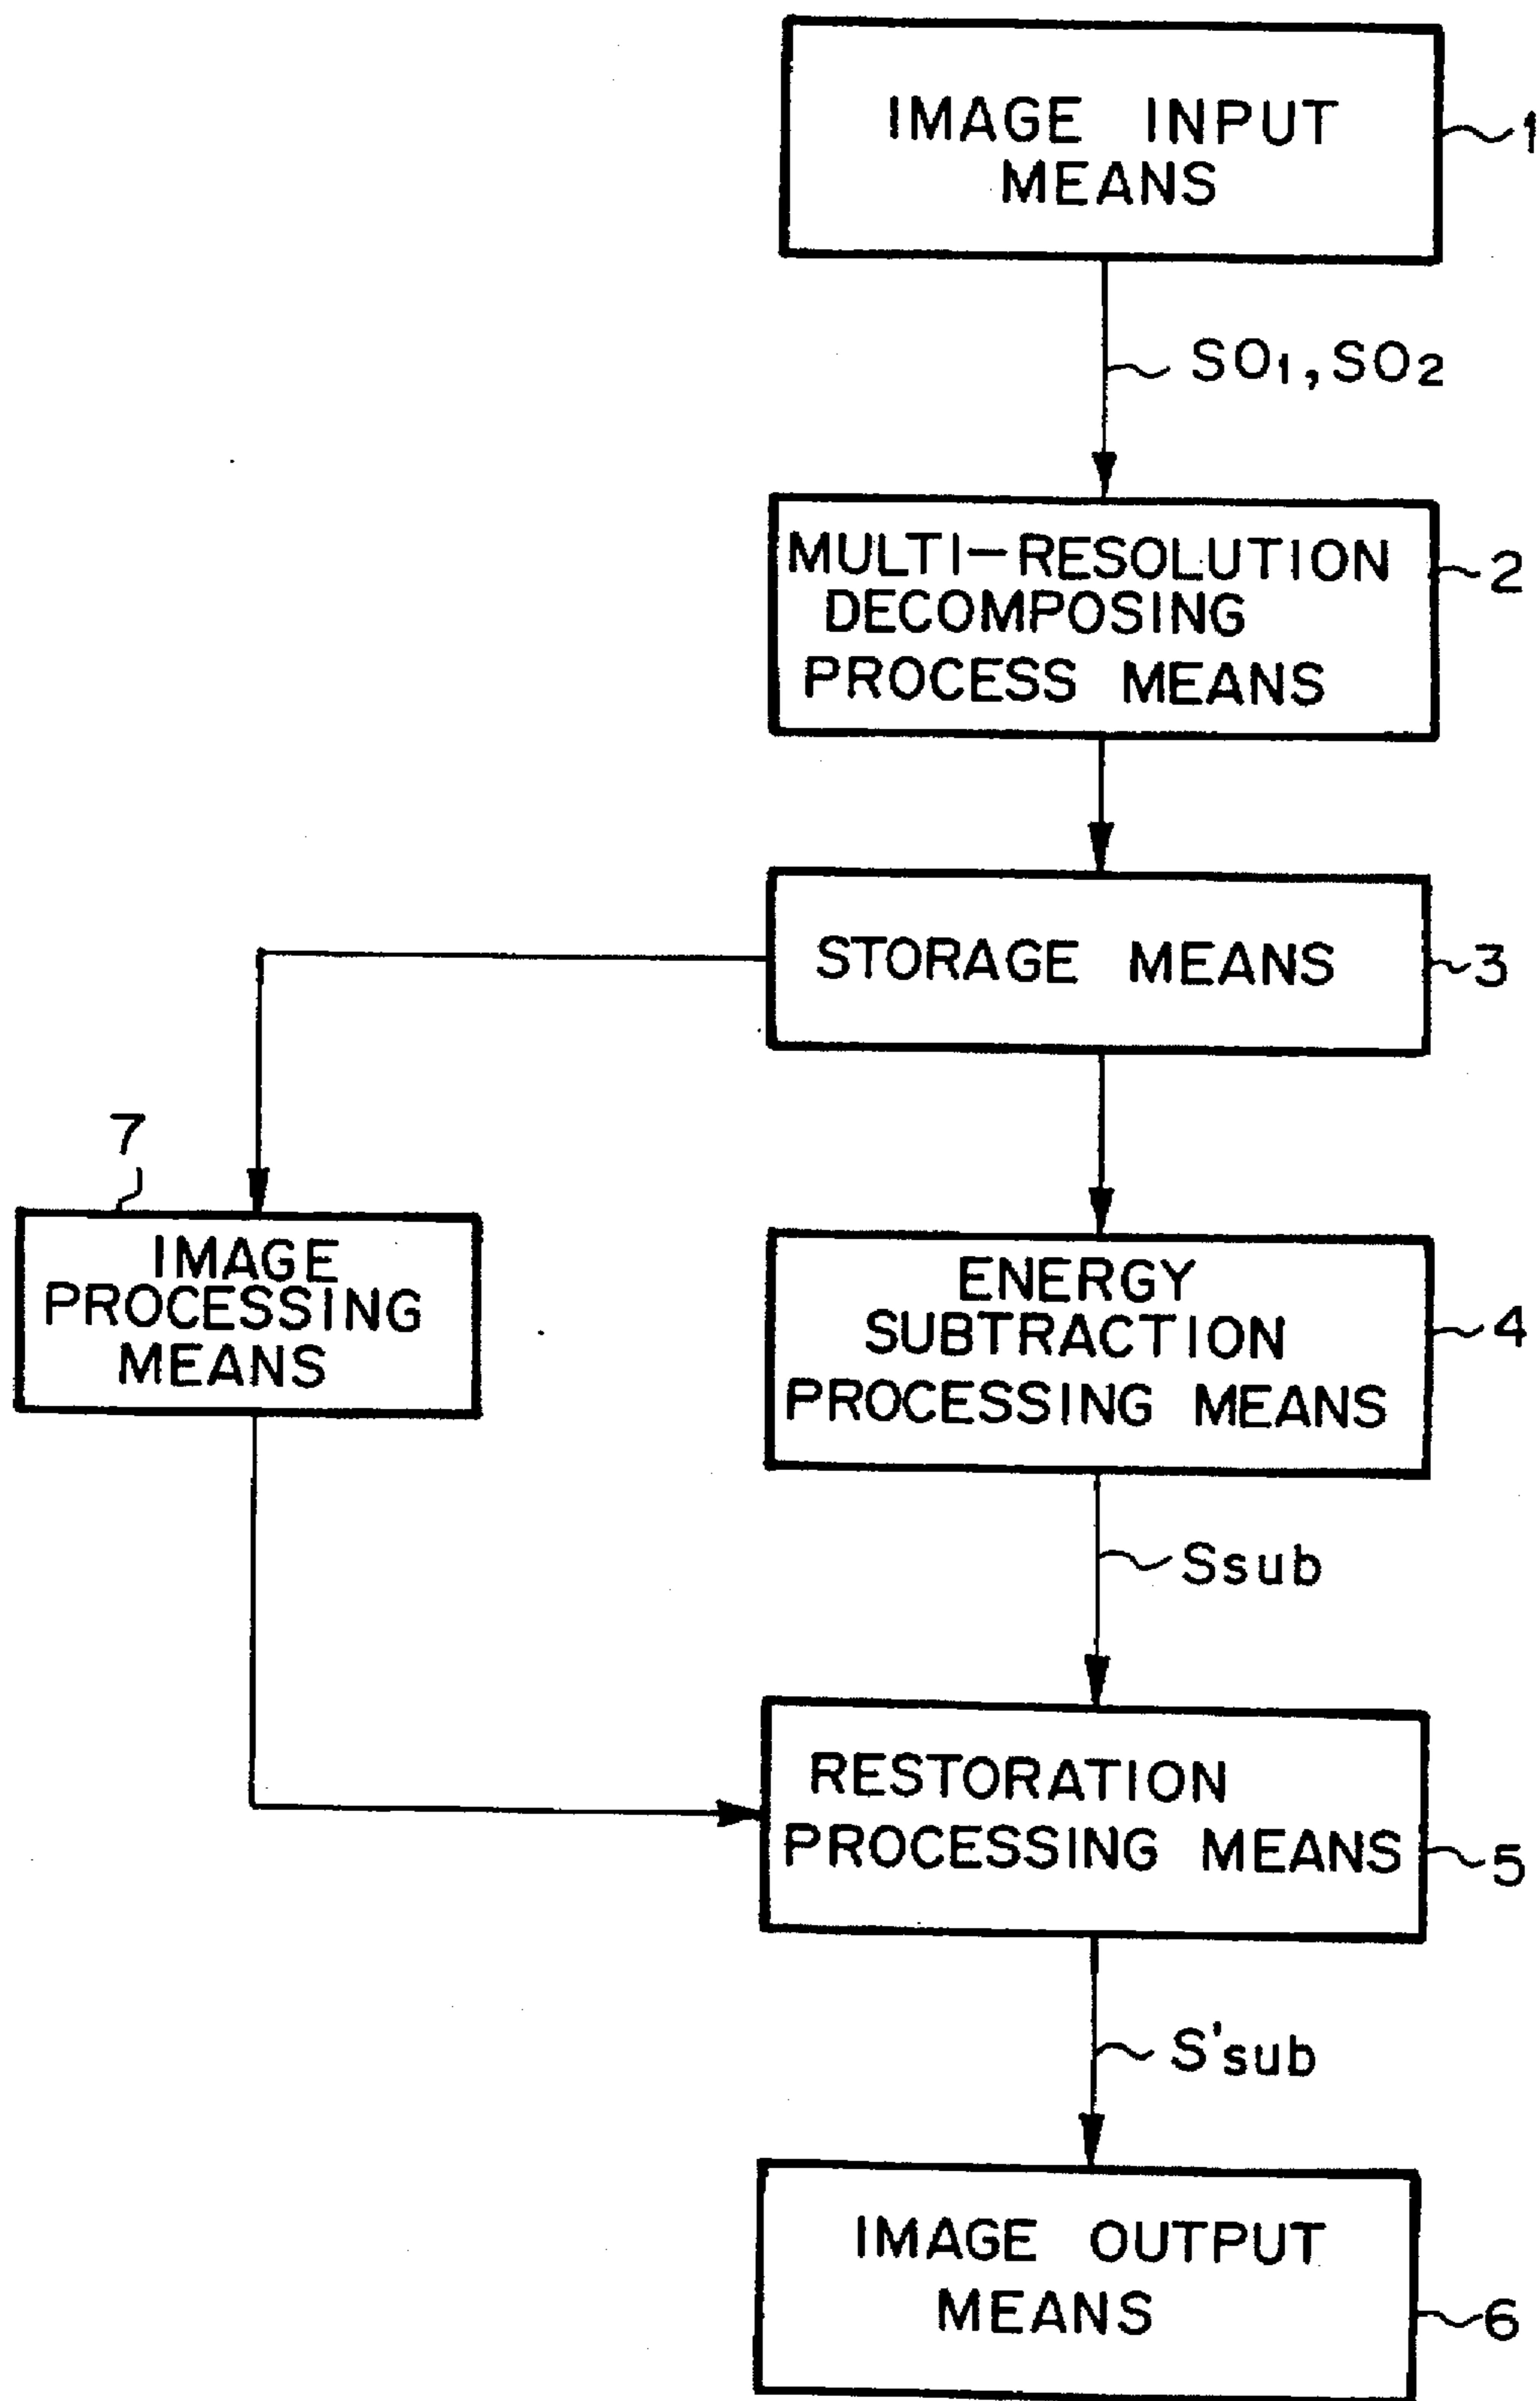 IMAGE INPUT
MEANS
1
SO1, SO2
MULTI-RESOLUTION
DECOMPOSING
PROCESS MEANS
2
STORAGE MEANS
3
7
IMAGE
PROCESSING
MEANS
ENERGY
SUBTRACTION
PROCESSING MEANS
4
Ssub
RESTORATION
PROCESSING MEANS
5
S'sub
IMAGE OUTPUT
MEANS
6